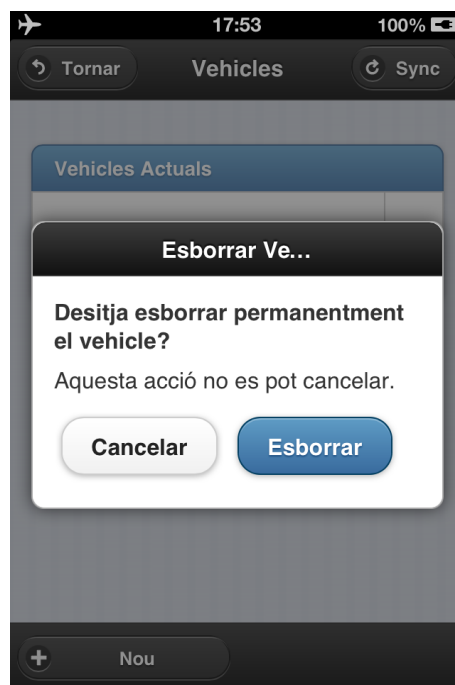 17:53
100%
Tornar
Vehicles
Sync
Vehicles Actuals
Esborrar Ve...
Desitja esborrar permanentment
el vehicle?
Aquesta acció no es pot cancelar.
Cancelar
Esborrar
Nou